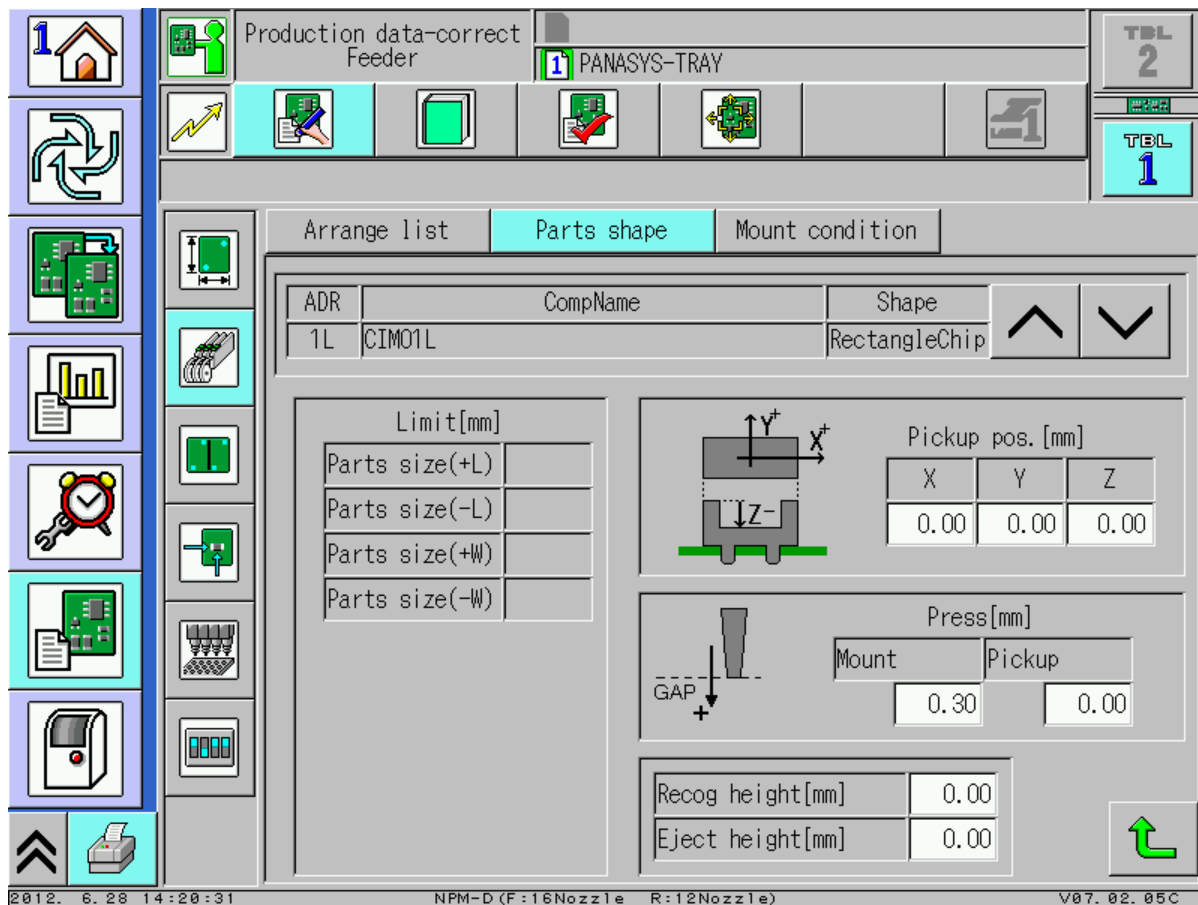 1
Production data-correct
Feeder
1 PANASYS-TRAY
TBL
2
1
TBL
1
Arrange list Parts shape Mount condition
ADR CompName Shape
1L CIMO1L RectangleChip
Limit[mm]
Parts size(+L)
Parts size(-L)
Parts size(+W)
Parts size(-W)
Y+
X+
Z-
Pickup pos.[mm]
X Y Z
0.00 0.00 0.00
Press[mm]
Mount Pickup
GAP
+
0.30 0.00
Recog height[mm] 0.00
Eject height[mm] 0.00
2012. 6.28 14:20:31 NPM-D(F:16Nozzle R:12Nozzle) V07.02.05C